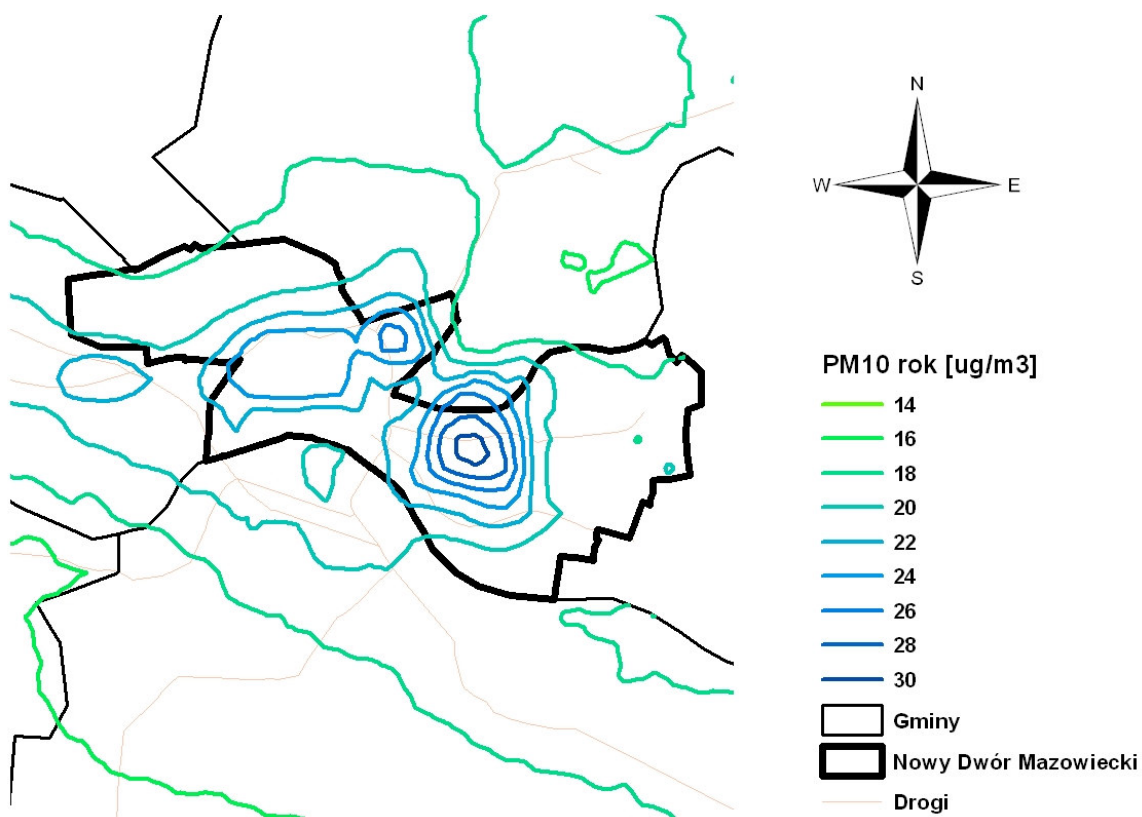 N
W
E
S
PM10 rok [ug/m3]
14
16
18
20
22
24
26
28
30
Gminy
Nowy Dwór Mazowiecki
Drogi